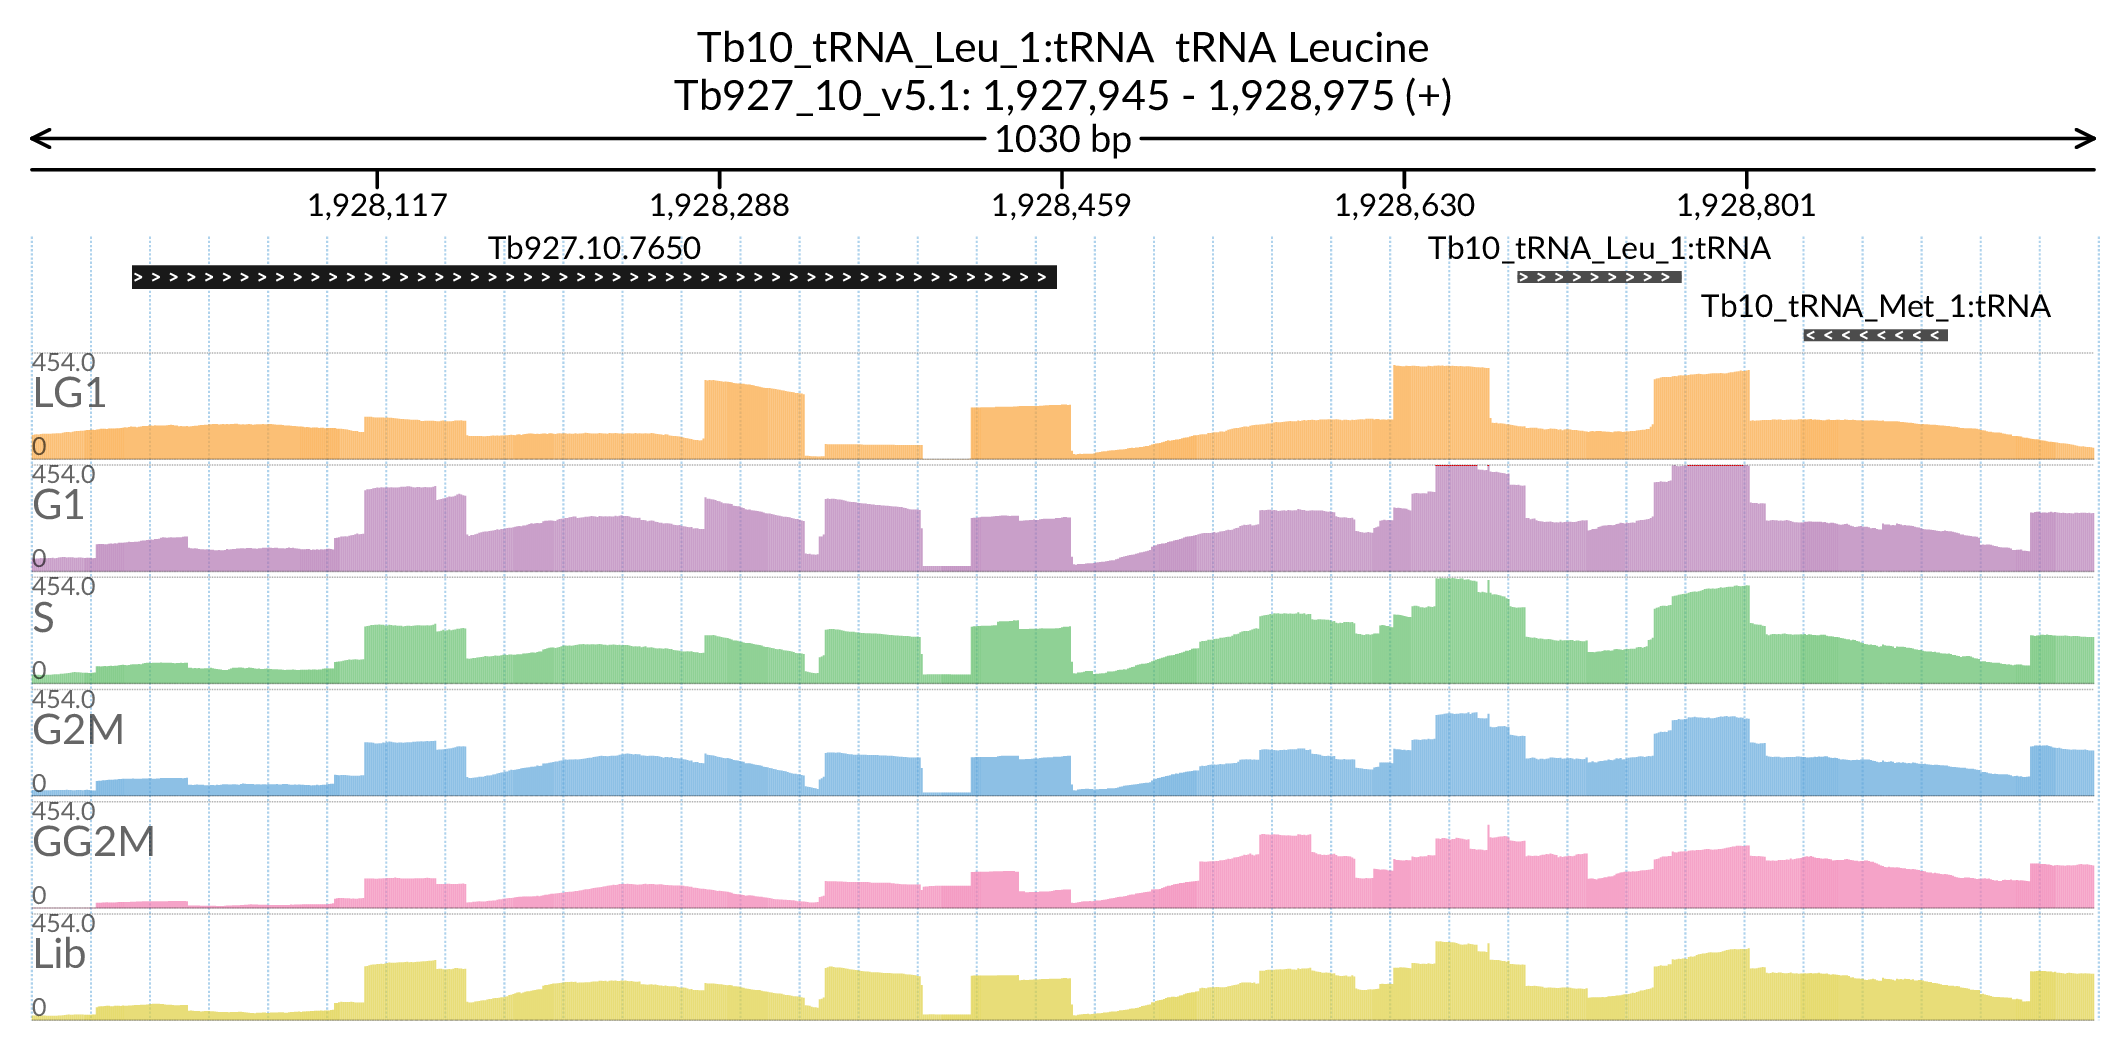 Tb10_tRNA_Leu_1:tRNA  tRNA Leucine
Tb927_10_v5.1: 1,927,945 - 1,928,975 (+)
1030 bp
1,928,117 1,928,288 1,928,459 1,928,630 1,928,801
Tb927.10.7650 Tb10_tRNA_Leu_1:tRNA
Tb10_tRNA_Met_1:tRNA
454.0
LG1
0
454.0
G1
0
454.0
S
0
454.0
G2M
0
454.0
GG2M
0
454.0
Lib
0